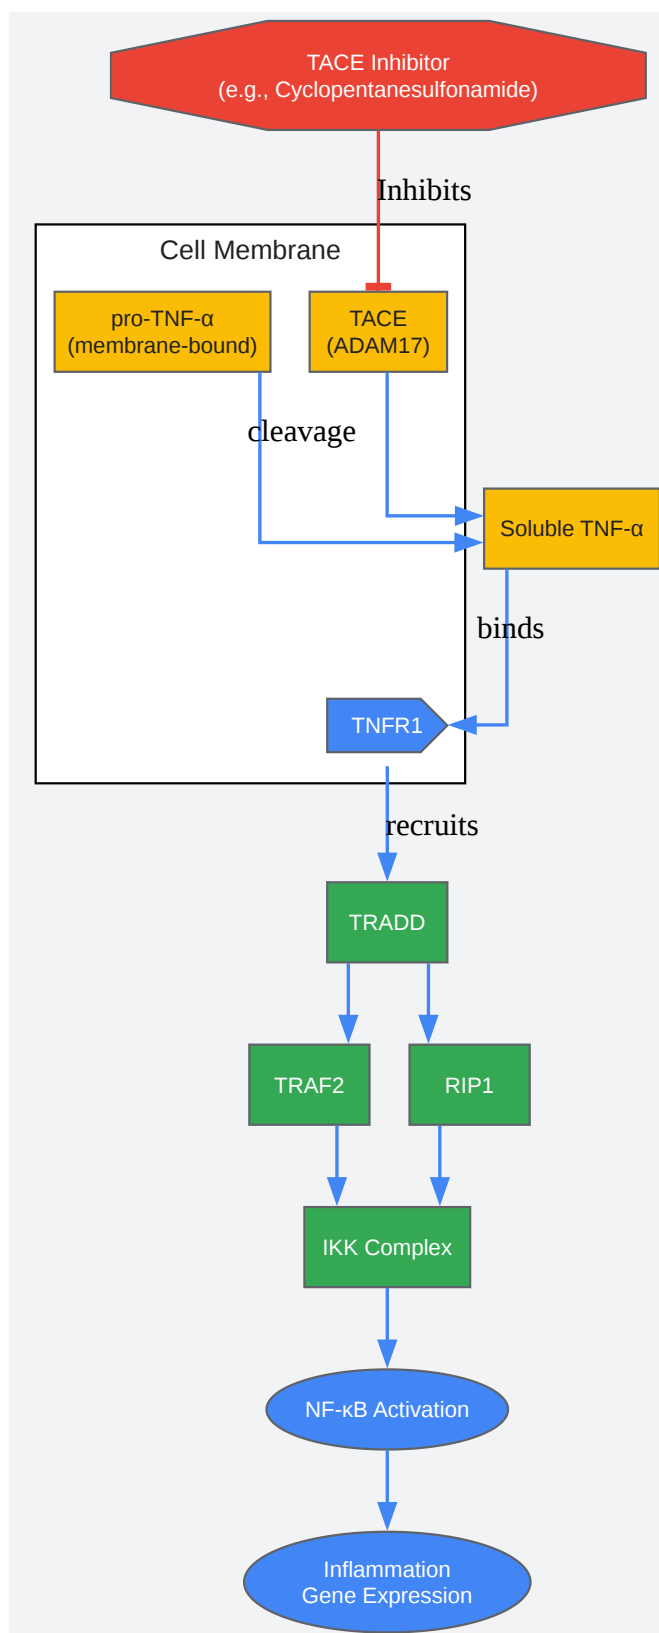 TACE Inhibitor
(e.g., Cyclopentanesulfonamide)
Inhibits
Cell Membrane
pro-TNF-α
(membrane-bound)
TACE
(ADAM17)
cleavage
Soluble TNF-α
binds
TNFR1
recruits
TRADD
TRAF2
RIP1
IKK Complex
NF-κB Activation
Inflammation
Gene Expression